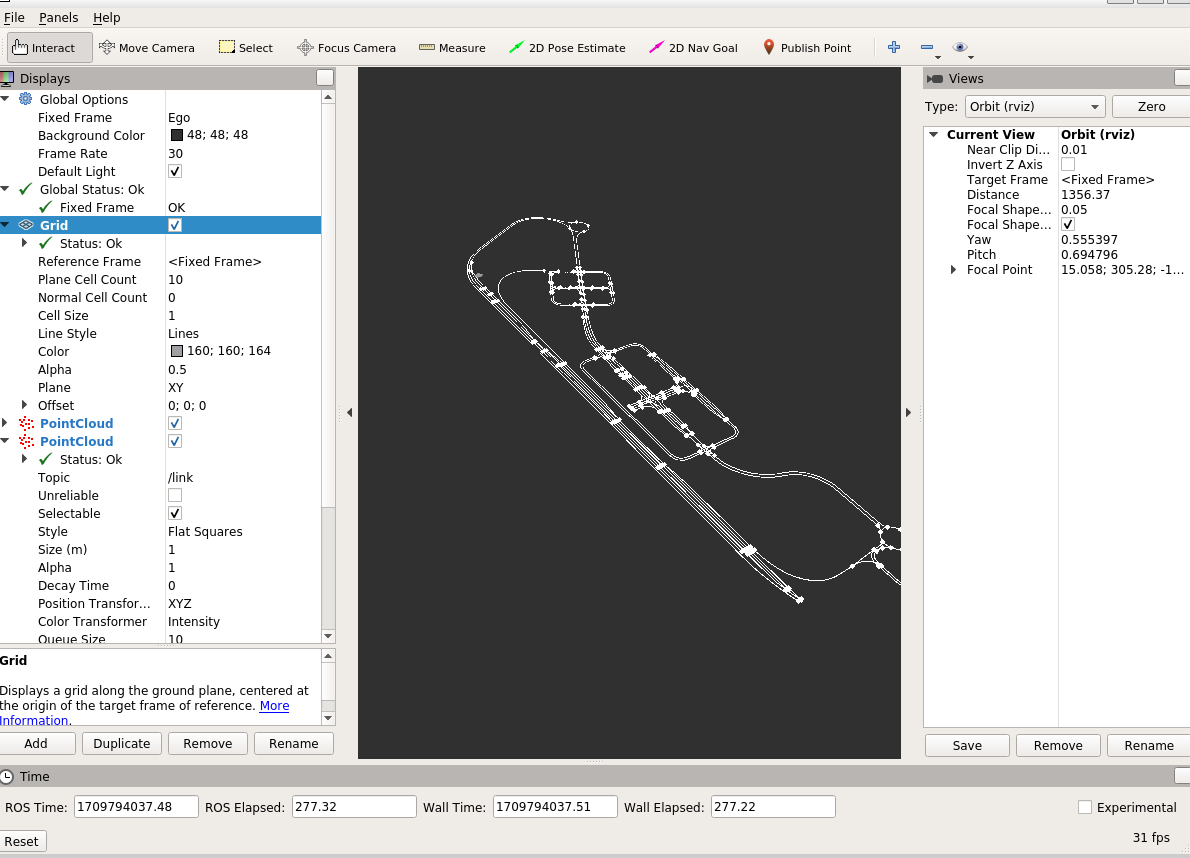 File Panels Help
Interact Move Camera Select Focus Camera Measure 2D Pose Estimate 2D Nav Goal Publish Point
Displays
Global Options
Fixed Frame Ego
Background Color 48; 48; 48
Frame Rate 30
Default Light
Global Status: Ok
Fixed Frame OK
Grid
Status: Ok
Reference Frame <Fixed Frame>
Plane Cell Count 10
Normal Cell Count 0
Cell Size 1
Line Style Lines
Color 160; 160; 164
Alpha 0.5
Plane XY
Offset 0; 0; 0
PointCloud
PointCloud
Status: Ok
Topic /link
Unreliable
Selectable
Style Flat Squares
Size (m) 1
Alpha 1
Decay Time 0
Position Transfor... XYZ
Color Transformer Intensity
Queue Size 10
Grid
Displays a grid along the ground plane, centered at
the origin of the target frame of reference. More
Information.
Add Duplicate Remove Rename
Views
Type: Orbit (rviz) Zero
Current View Orbit (rviz)
Near Clip Di... 0.01
Invert Z Axis
Target Frame <Fixed Frame>
Distance 1356.37
Focal Shape... 0.05
Focal Shape...
Yaw 0.555397
Pitch 0.694796
Focal Point 15.058; 305.28; -1...
Save Remove Rename
Time
ROS Time: 1709794037.48 ROS Elapsed: 277.32 Wall Time: 1709794037.51 Wall Elapsed: 277.22 Experimental
Reset 31 fps